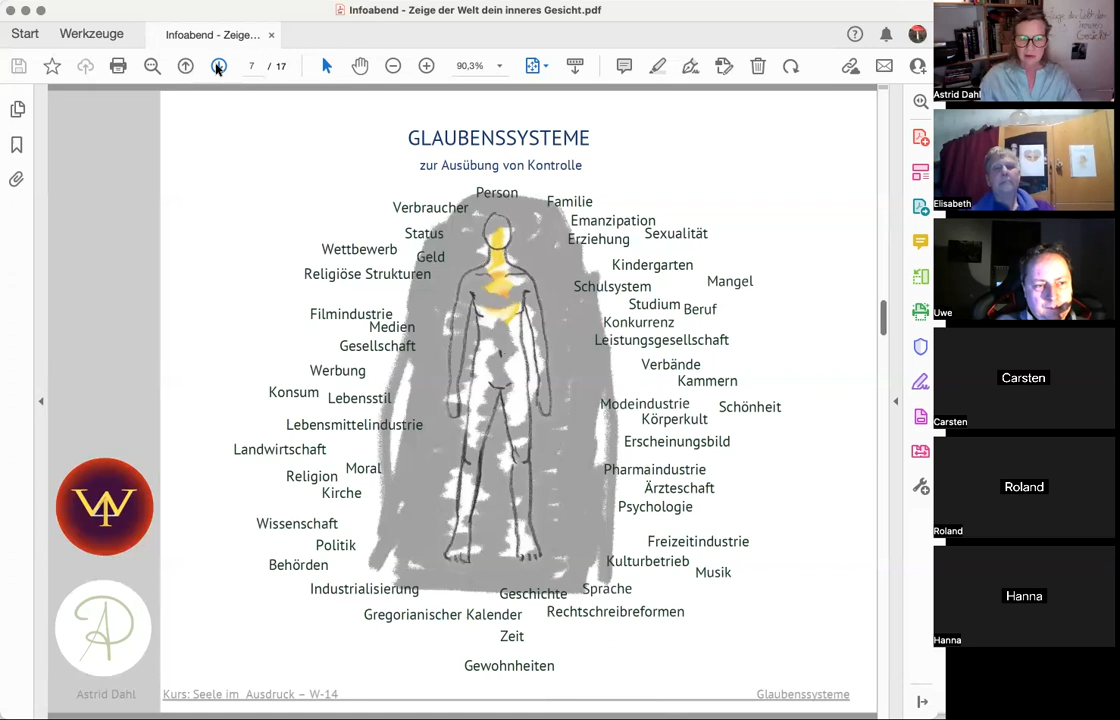 Infoabend - Zeige der Welt dein inneres Gesicht.pdf
Start
Werkzeuge
Infoabend - Zeige...
7 / 17
90,3%
GLAUBENSSYSTEME
zur Ausübung von Kontrolle
Person
Verbraucher
Familie
Emanzipation
Status
Erziehung
Sexualität
Wettbewerb
Geld
Kindergarten
Religiöse Strukturen
Mangel
Schulsystem
Studium
Beruf
Filmindustrie
Konkurrenz
Medien
Leistungsgesellschaft
Gesellschaft
Verbände
Werbung
Kammern
Konsum
Lebensstil
Modeindustrie
Schönheit
Körperkult
Lebensmittelindustrie
Erscheinungsbild
Landwirtschaft
Moral
Pharmaindustrie
Religion
Ärzteschaft
Kirche
Psychologie
Wissenschaft
Freizeitindustrie
Politik
Kulturbetrieb
Behörden
Musik
Industrialisierung
Geschichte
Sprache
Gregorianischer Kalender
Rechtschreibreformen
Zeit
Gewohnheiten
Astrid Dahl
Kurs: Seele im Ausdruck – W-14
Glaubenssysteme
Astrid Dahl
Elisabeth
Uwe
Carsten
Carsten
Roland
Roland
Hanna
Hanna